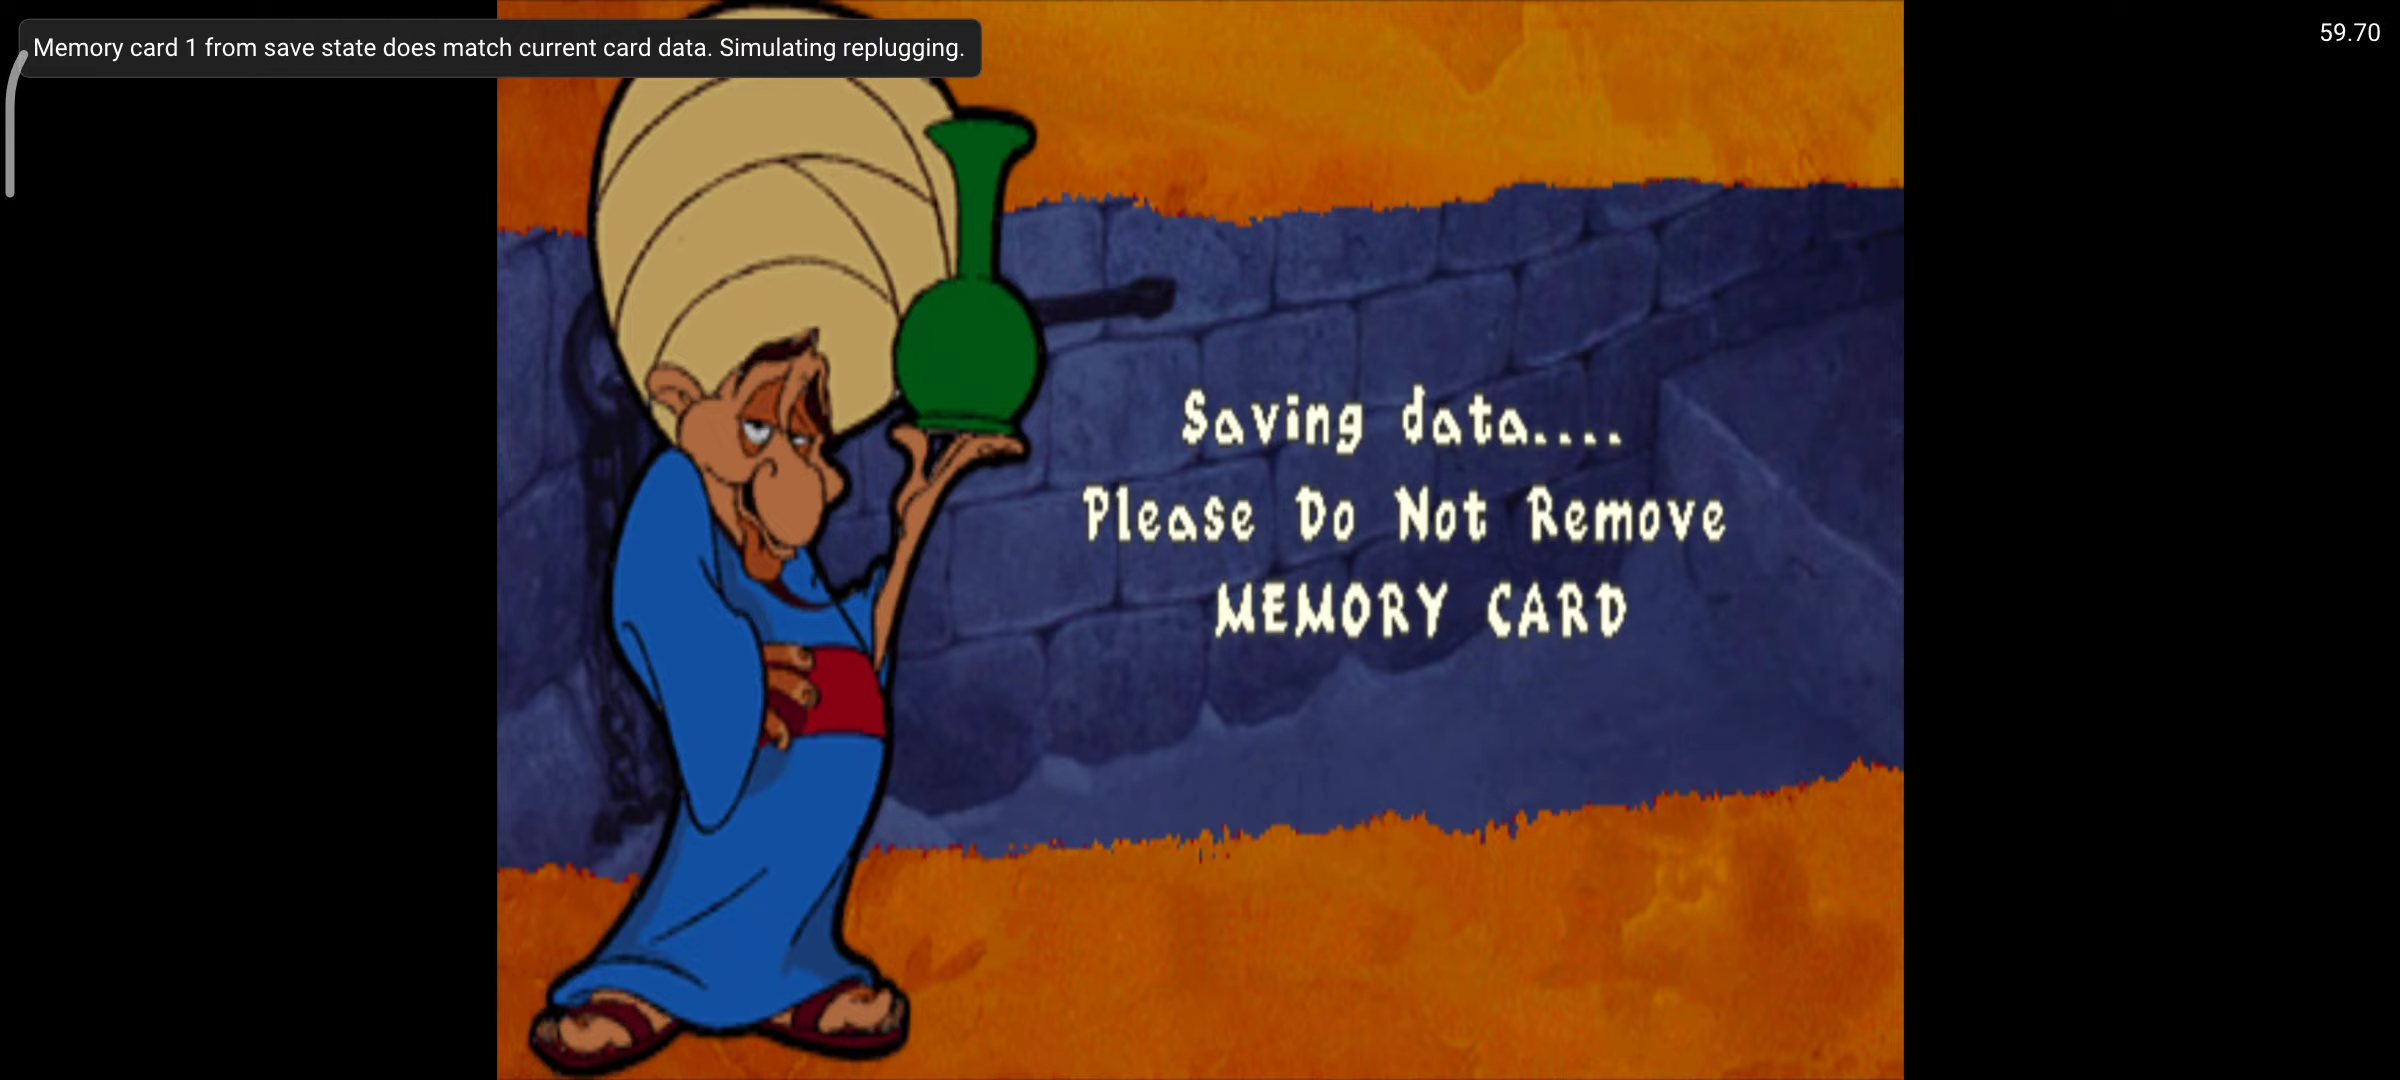 Memory card 1 from save state does match current card data. Simulating replugging.
59.70
Saving data....
Please Do Not Remove
MEMORY CARD